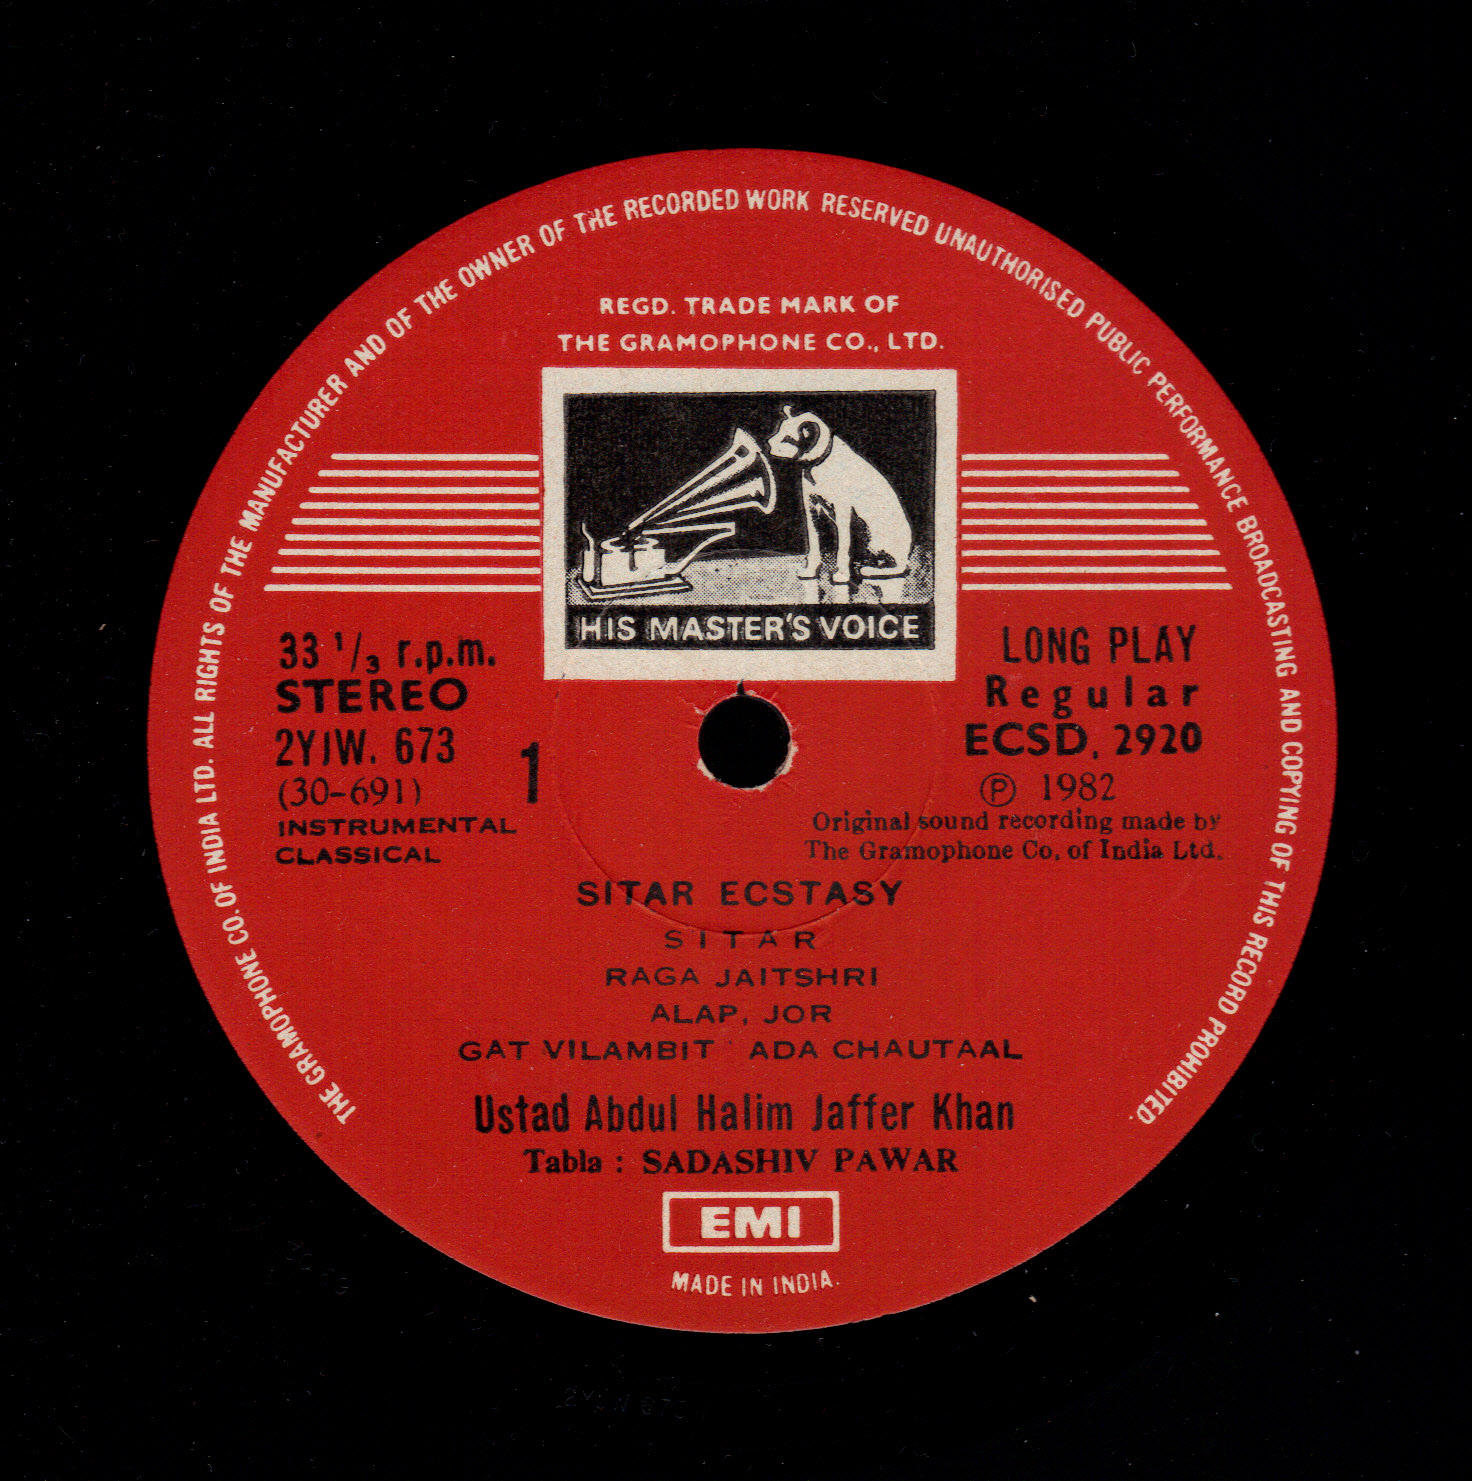 THE GRAMOPHONE CO. OF INDIA LTD. ALL RIGHTS OF THE MANUFACTURER AND OF THE OWNER OF THE RECORDED WORK RESERVED UNAUTHORISED PUBLIC PERFORMANCE BROADCASTING AND COPYING OF THIS RECORD PROHIBITED.
REGD. TRADE MARK OF
THE GRAMOPHONE CO., LTD.
HIS MASTER'S VOICE
33 1/3 r.p.m.
STEREO
2YJW. 673
(30-691)
1
INSTRUMENTAL
CLASSICAL
LONG PLAY
Regular
ECSD. 2920
Ⓟ 1982
Original sound recording made by
The Gramophone Co. of India Ltd.
SITAR ECSTASY
SITAR
RAGA JAITSHRI
ALAP, JOR
GAT VILAMBIT ADA CHAUTAAL
Ustad Abdul Halim Jaffer Khan
Tabla : SADASHIV PAWAR
EMI
MADE IN INDIA.